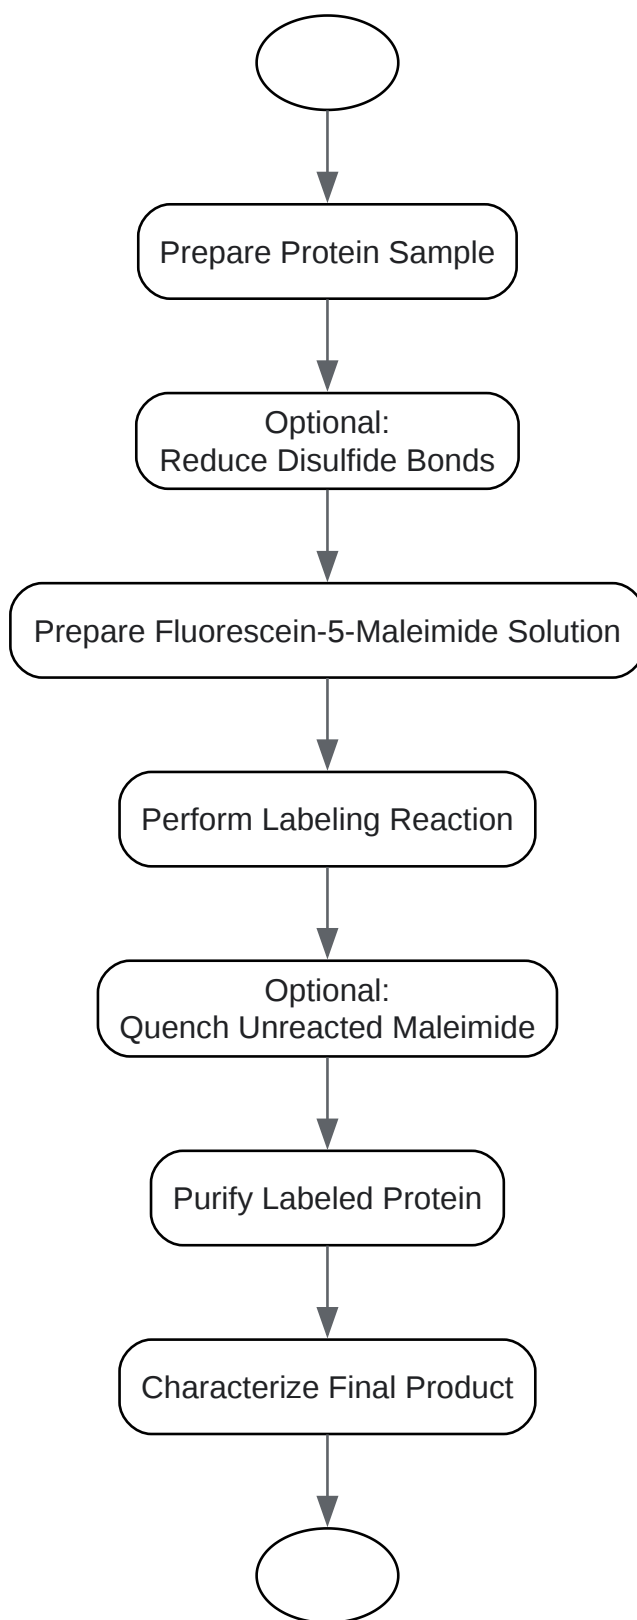 Prepare Protein Sample
Optional:
Reduce Disulfide Bonds
Prepare Fluorescein-5-Maleimide Solution
Perform Labeling Reaction
Optional:
Quench Unreacted Maleimide
Purify Labeled Protein
Characterize Final Product